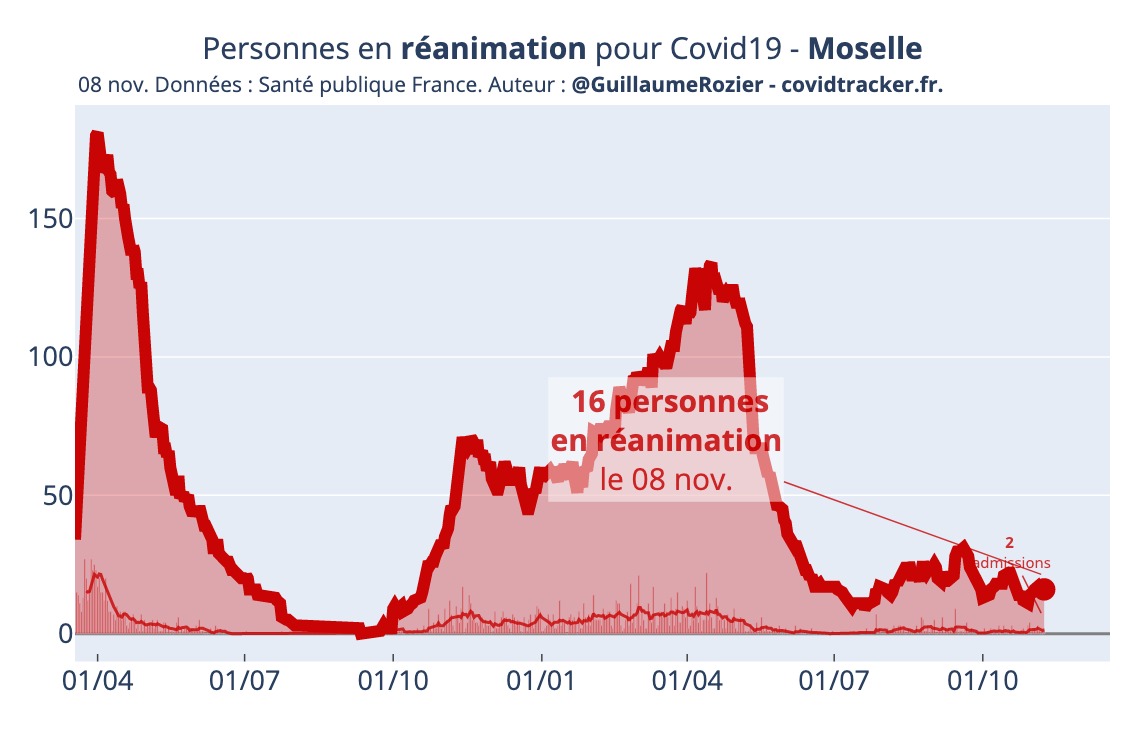 Personnes en réanimation pour Covid19 - Moselle
08 nov. Données : Santé publique France. Auteur : @GuillaumeRozier - covidtracker.fr.
150
100
50
0
16 personnes
en réanimation
le 08 nov.
2
admissions
01/04
01/07
01/10
01/01
01/04
01/07
01/10